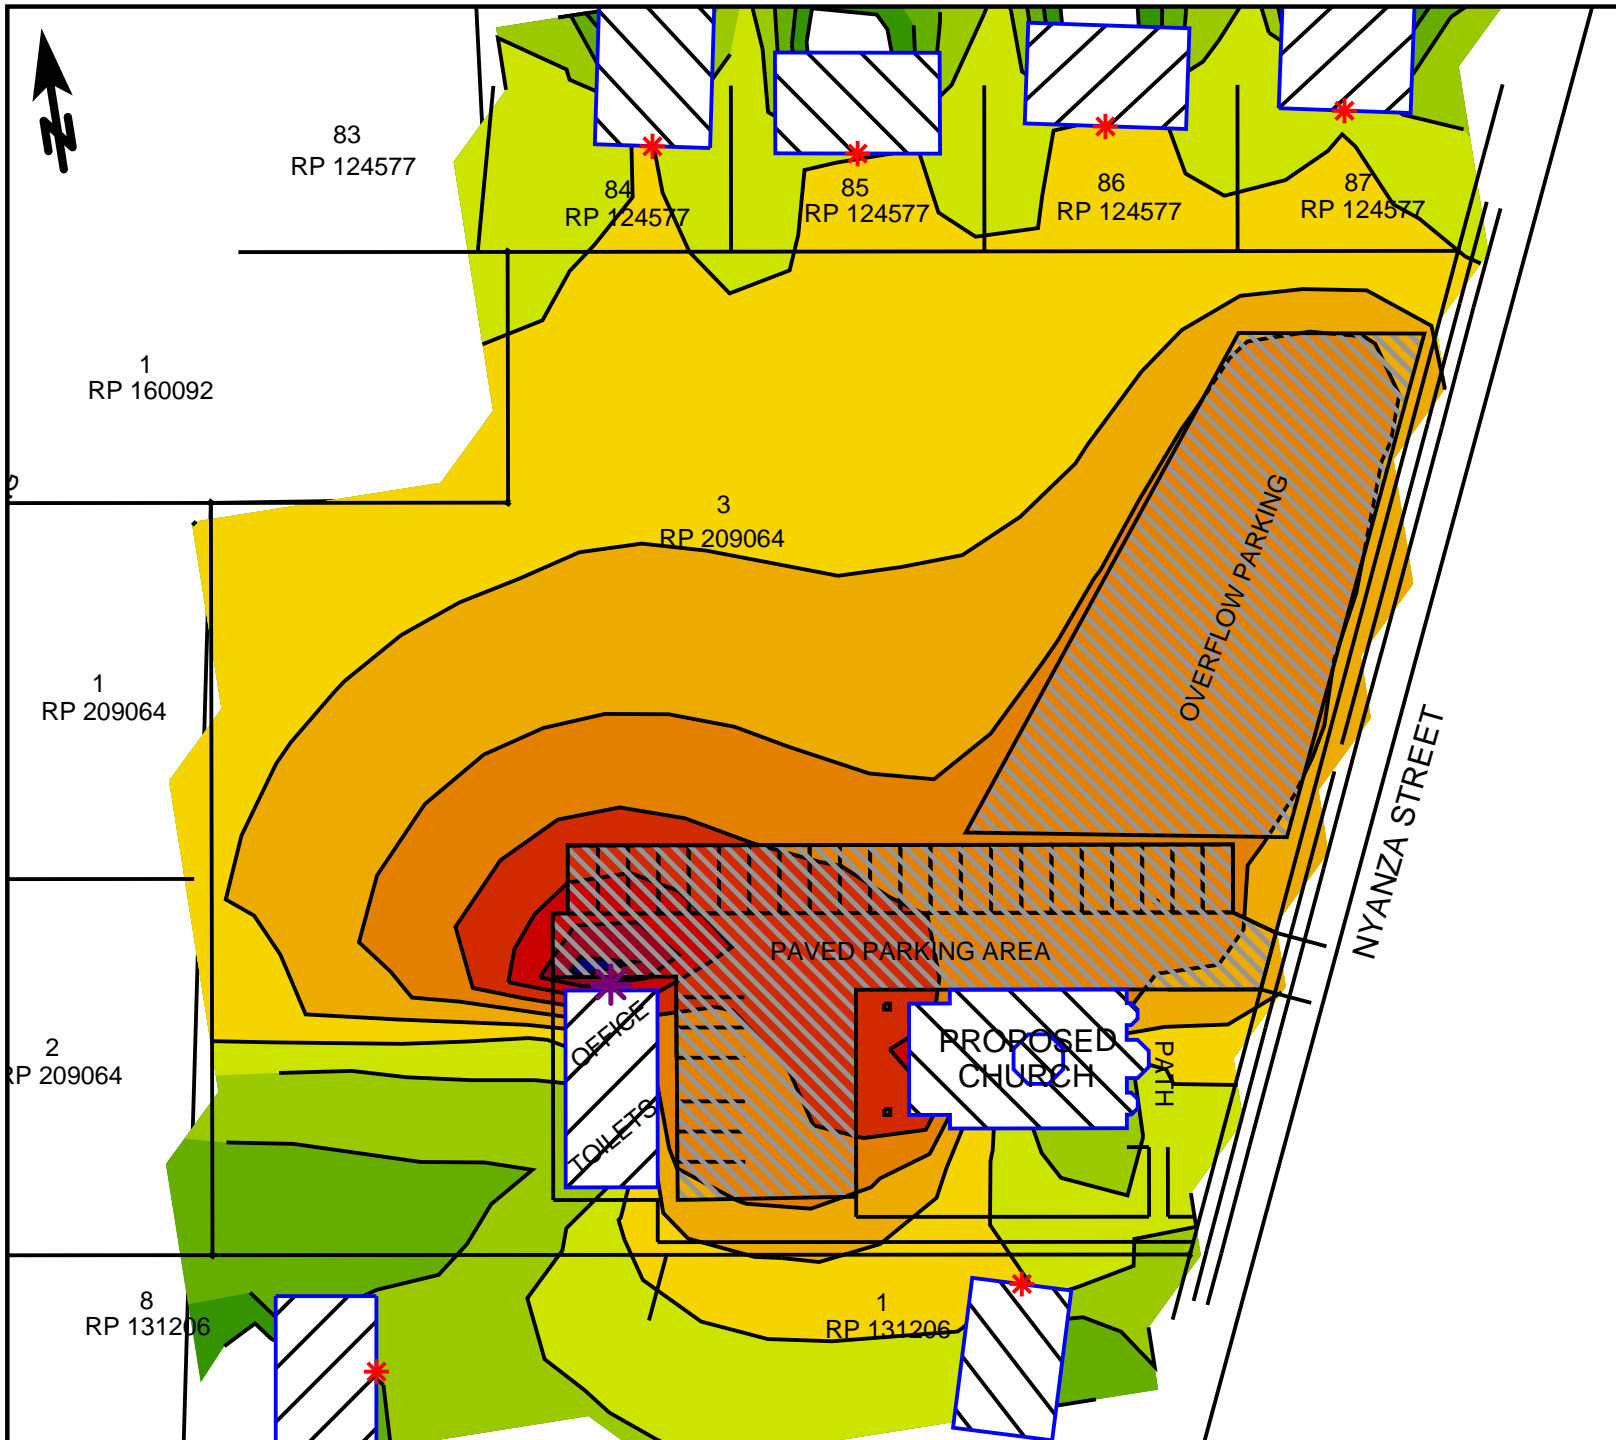 N
83
RP 124577
84
RP 124577
85
RP 124577
86
RP 124577
87
RP 124577
1
RP 160092
3
RP 209064
OVERFLOW PARKING
1
RP 209064
NYANZA STREET
PAVED PARKING AREA
OFFICE
TOILETS
PROPOSED
CHURCH
PATH
2
RP 209064
8
RP 131206
1
RP 131206